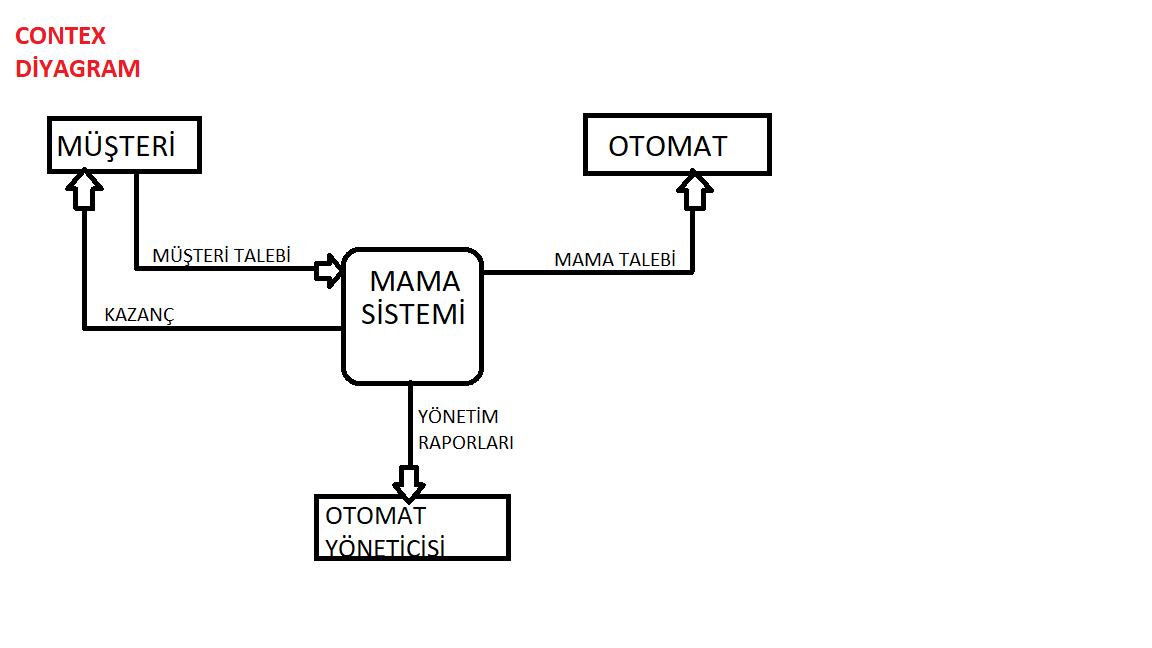 CONTEX
DİYAGRAM
MÜŞTERİ
OTOMAT
MÜŞTERİ TALEBİ
MAMA TALEBİ
MAMA
SİSTEMİ
KAZANÇ
YÖNETİM
RAPORLARI
OTOMAT
YÖNETİCİSİ